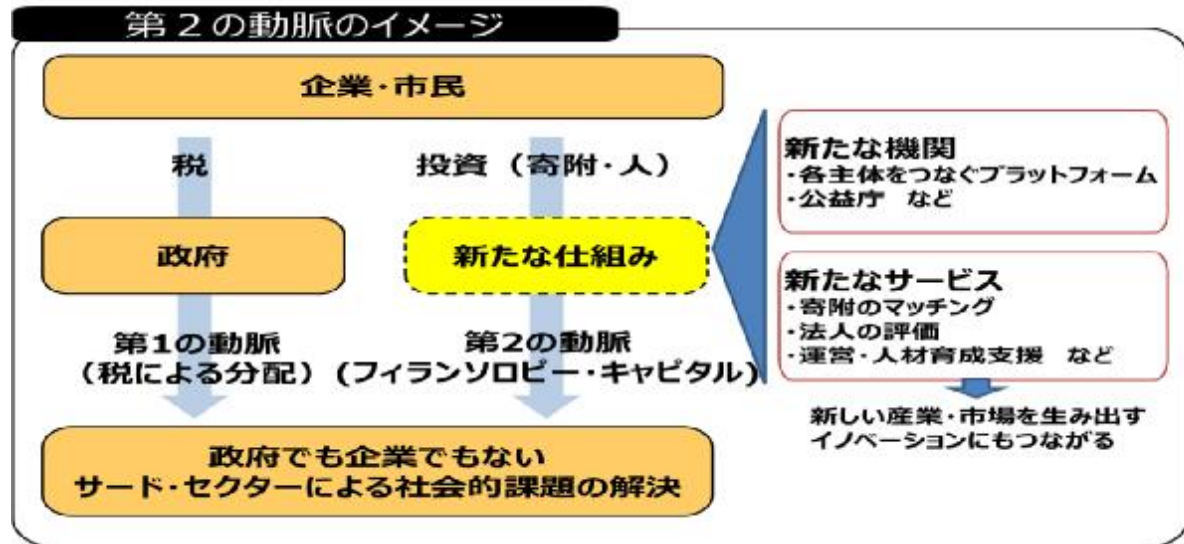 第2の動脈のイメージ
企業・市民
税
投資（寄附・人）
政府
新たな仕組み
第1の動脈
（税による分配）
第2の動脈
(フィランソロピー・キャピタル)
政府でも企業でもない
サード・セクターによる社会的課題の解決
新たな機関
・各主体をつなぐプラットフォーム
・公益庁　など
新たなサービス
・寄附のマッチング
・法人の評価
・運営・人材育成支援　など
新しい産業・市場を生み出す
イノベーションにもつながる